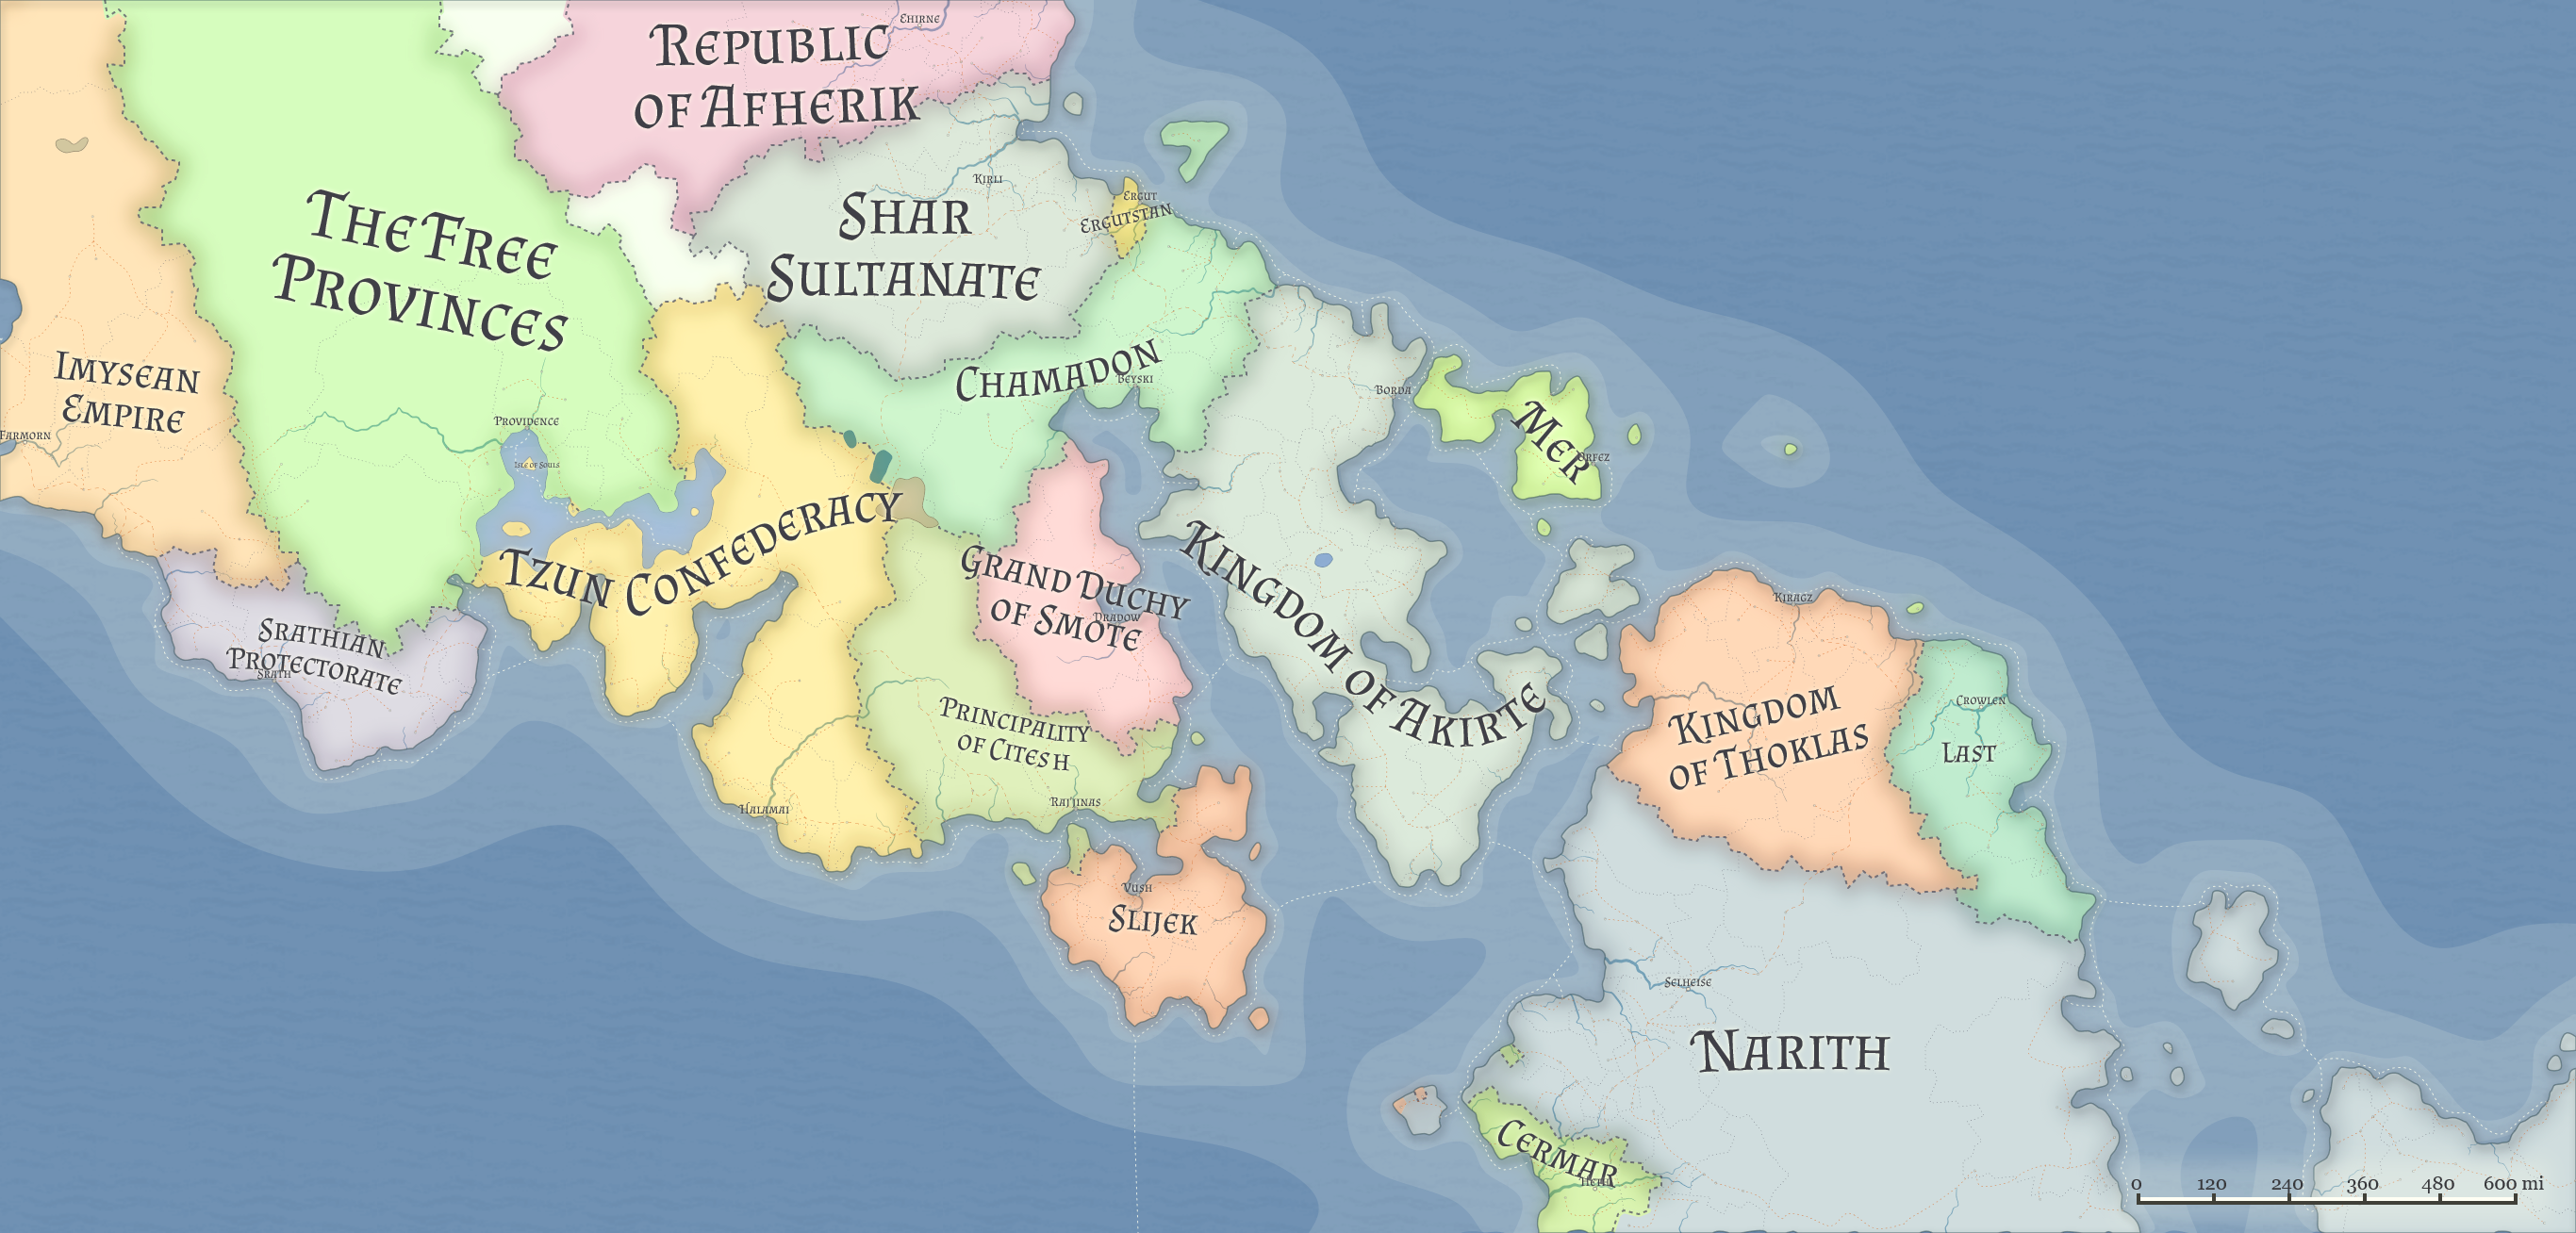 Ehirne
Republic
of Afherik
Kirli
Ergut
Ergutstan
The Free
Provinces
Shar
Sultanate
Imysean
Empire
Farmorn
Providence
Isle of Souls
Chamadon
Beyski
Borda
Mer
Orfez
Tzun Confederacy
Grand Duchy
of Smote
Dradow
Kingdom of Akirte
Kiragz
Srathian
Protectorate
Srath
Principality
of Citesh
Kingdom
of Thoklas
Crowlen
Last
Halamai
Rajjinas
Vush
Slijek
Selheise
Narith
Cermar
0 120 240 360 480 600 mi